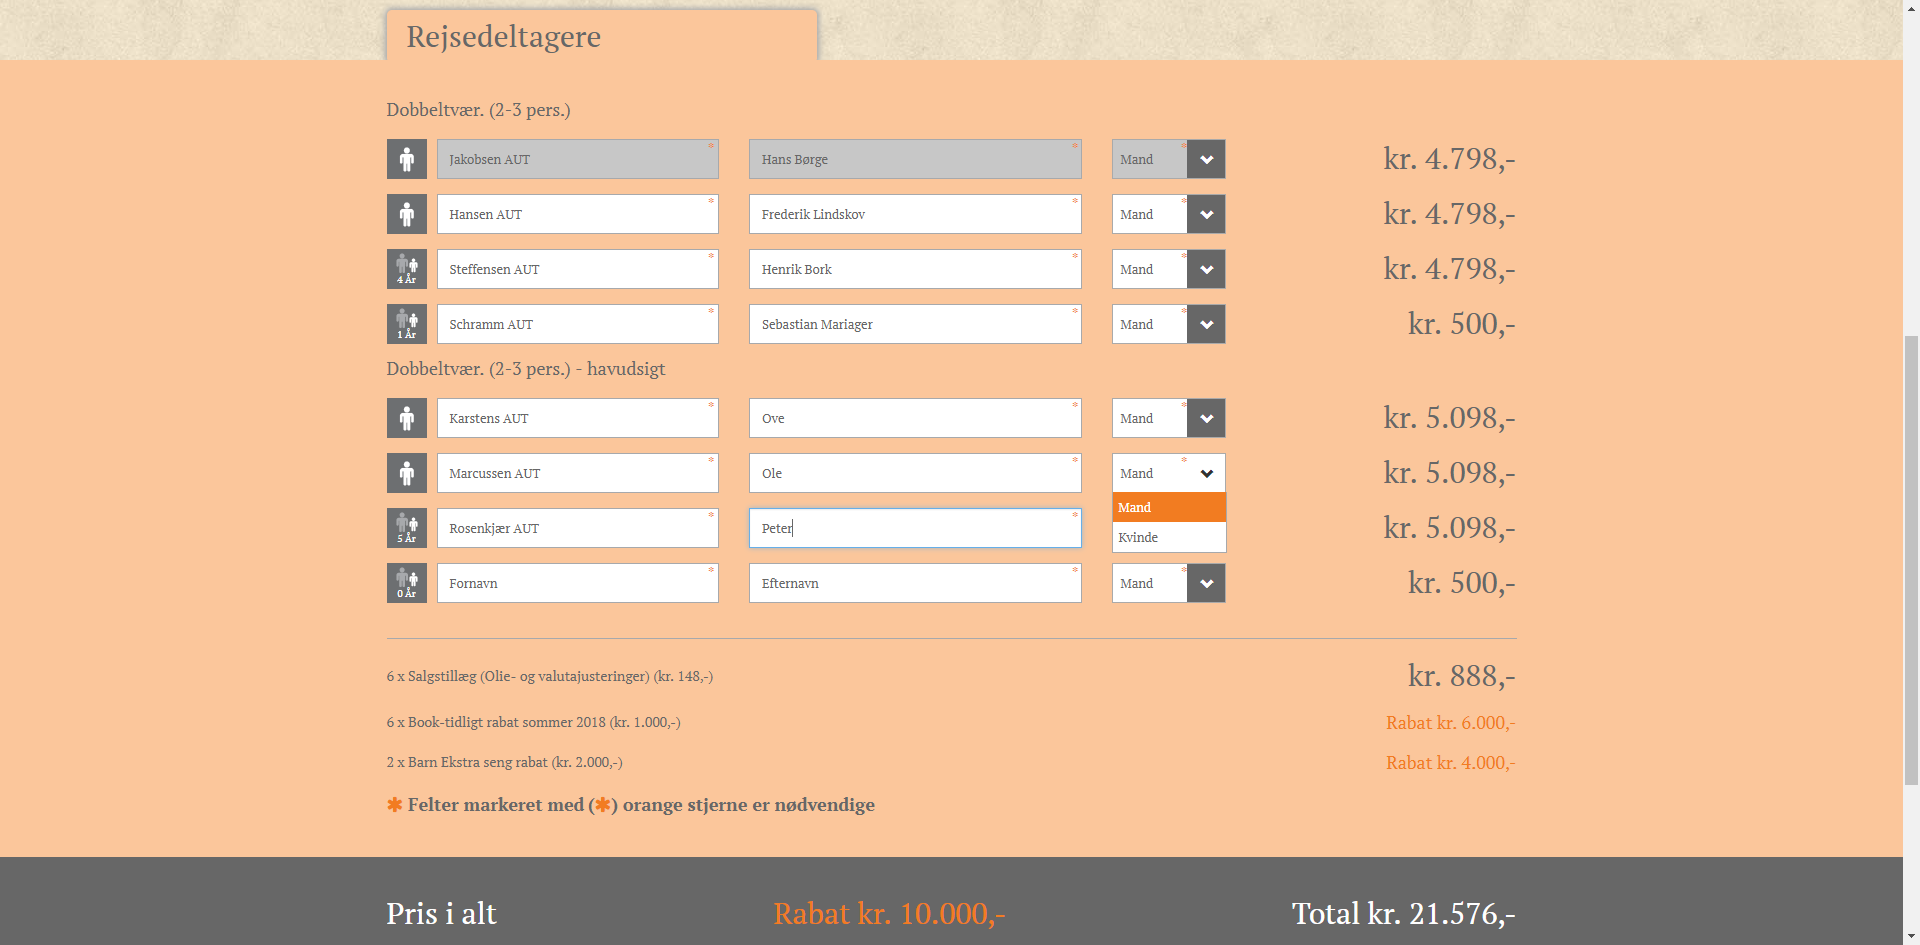 Rejsedeltagere
Dobbeltvær. (2-3 pers.)
Jakobsen AUT * Hans Børge * Mand * kr. 4.798,-
Hansen AUT * Frederik Lindskov * Mand * kr. 4.798,-
4 År Steffensen AUT * Henrik Bork * Mand * kr. 4.798,-
1 År Schramm AUT * Sebastian Mariager * Mand * kr. 500,-
Dobbeltvær. (2-3 pers.) - havudsigt
Karstens AUT * Ove * Mand * kr. 5.098,-
Marcussen AUT * Ole * Mand * kr. 5.098,-
Mand
5 År Rosenkjær AUT * Peter * kr. 5.098,-
Kvinde
0 År Fornavn * Efternavn * Mand * kr. 500,-
6 x Salgstillæg (Olie- og valutajusteringer) (kr. 148,-) kr. 888,-
6 x Book-tidligt rabat sommer 2018 (kr. 1.000,-) Rabat kr. 6.000,-
2 x Barn Ekstra seng rabat (kr. 2.000,-) Rabat kr. 4.000,-
* Felter markeret med (*) orange stjerne er nødvendige
Pris i alt Rabat kr. 10.000,- Total kr. 21.576,-